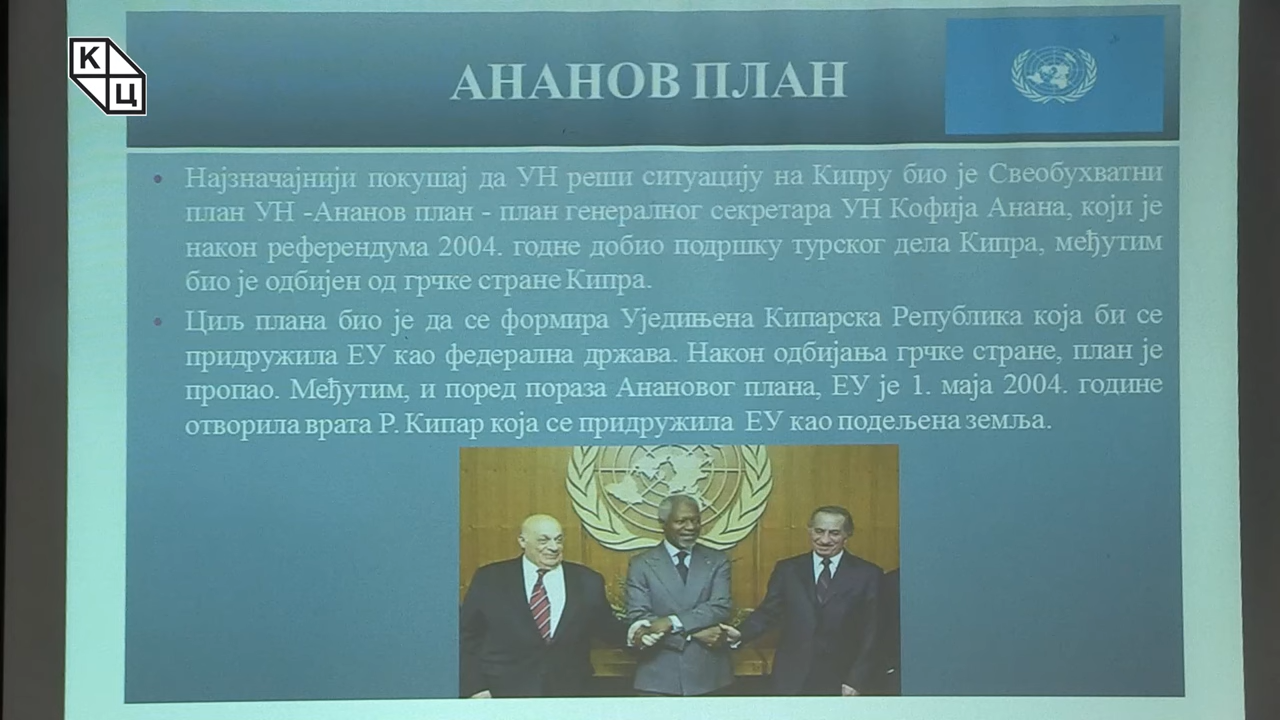 К
Ц
АНАНОВ ПЛАН
• Најзначајнији покушај да УН реши ситуацију на Кипру био је Свеобухватни
план УН -Ананов план - план генералног секретара УН Кофија Анана, који је
након референдума 2004. годне добио подршку турског дела Кипра, међутим
био је одбијен од грчке стране Кипра.
• Циљ плана био је да се формира Уједињена Кипарска Република која би се
придружила ЕУ као федерална држава. Након одбијања грчке стране, план је
пропао. Међутим, и поред пораза Анановог плана, ЕУ је 1. маја 2004. године
отворила врата Р. Кипар која се придружила ЕУ као подељена земља.